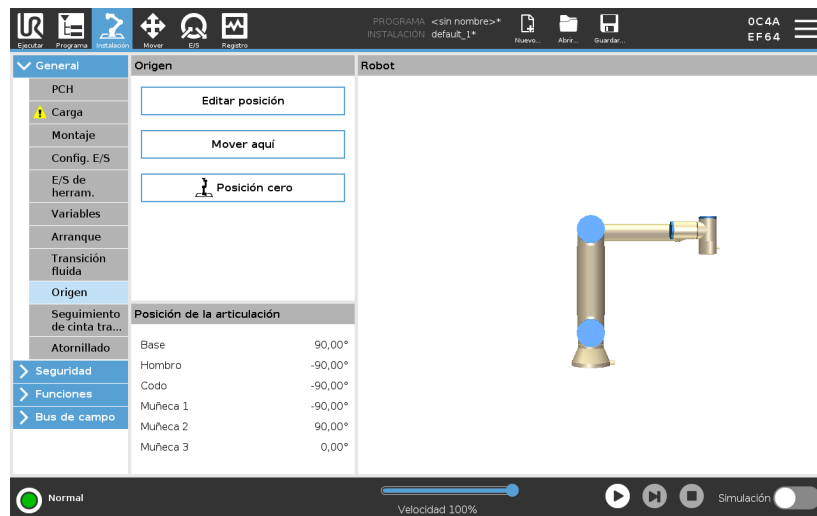 UR
PROGRAMA <sin nombre>*
INSTALACIÓN default_1*
0C4A
EF64
Ejecutar Programa Instalación Mover E/S Registro Nuevo... Abrir... Guardar...
General
PCH
Carga
Montaje
Config. E/S
E/S de
herram.
Variables
Arranque
Transición
fluida
Origen
Seguimiento
de cinta tra...
Atornillado
Seguridad
Funciones
Bus de campo
Origen
Editar posición
Mover aquí
Posición cero
Posición de la articulación
Base 90,00°
Hombro -90,00°
Codo -90,00°
Muñeca 1 -90,00°
Muñeca 2 90,00°
Muñeca 3 0,00°
Robot
Normal
Velocidad 100%
Simulación